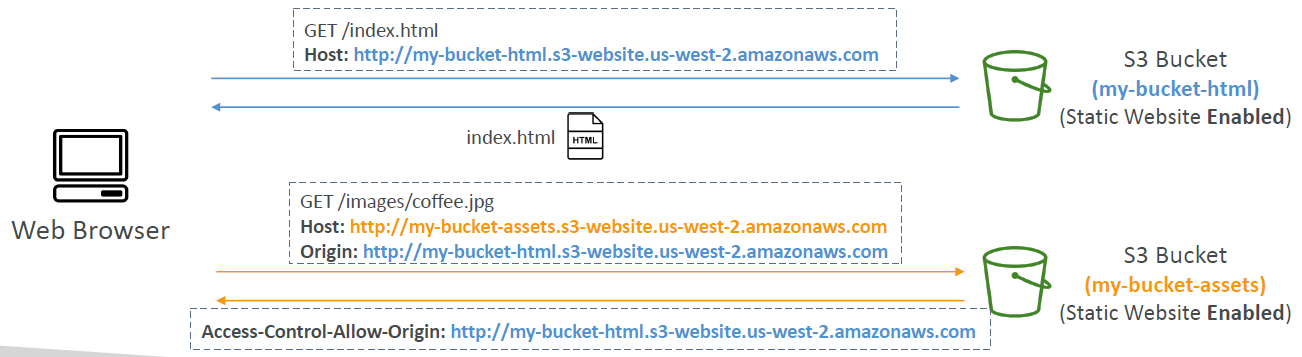 GET /index.html
Host: http://my-bucket-html.s3-website.us-west-2.amazonaws.com
S3 Bucket
(my-bucket-html)
(Static Website Enabled)
index.html
HTML
Web Browser
GET /images/coffee.jpg
Host: http://my-bucket-assets.s3-website.us-west-2.amazonaws.com
Origin: http://my-bucket-html.s3-website.us-west-2.amazonaws.com
S3 Bucket
(my-bucket-assets)
(Static Website Enabled)
Access-Control-Allow-Origin: http://my-bucket-html.s3-website.us-west-2.amazonaws.com